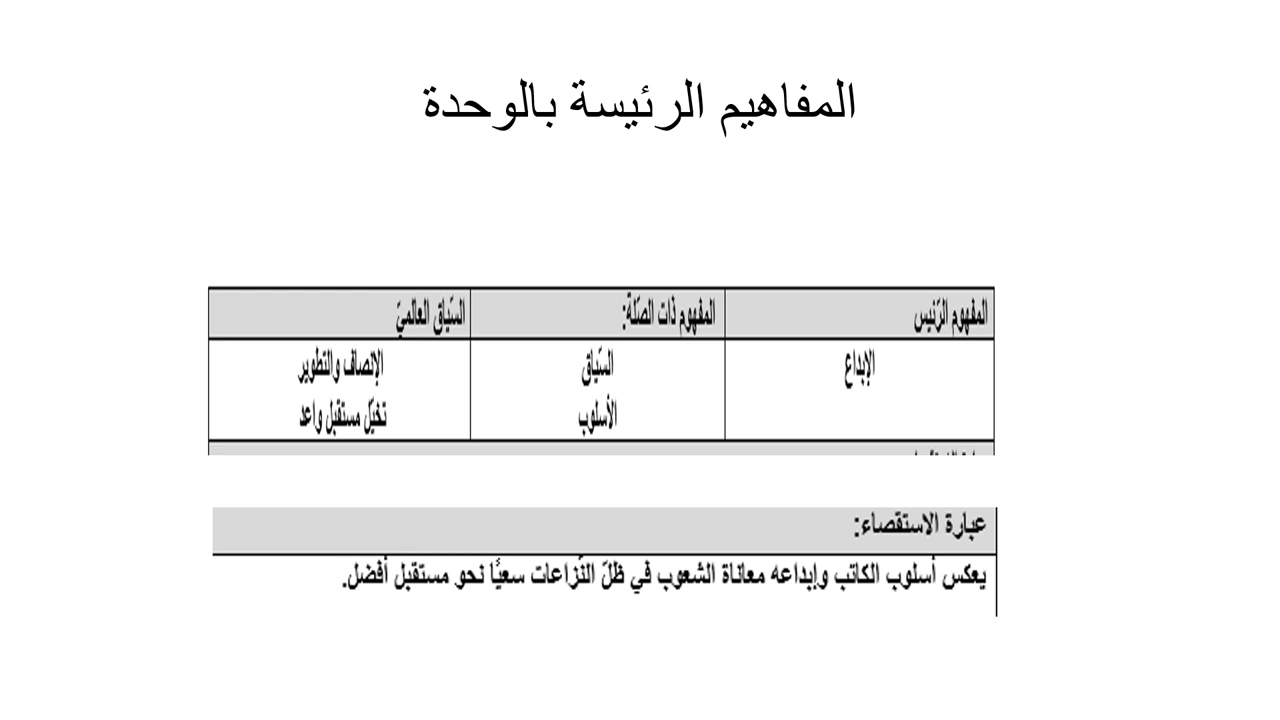 المفاهيم الرئيسة بالوحدة
المفهوم الرّئيس
المفهوم ذات الصّلة:
السّياق العالميّ
الإبداع
السّياق
الأسلوب
الإنصاف والتطوير
تخيّل مستقبل واعد
عبارة الاستقصاء:
يعكس أسلوب الكاتب وإبداعه معاناة الشعوب في ظلّ النّزاعات سعيًا نحو مستقبل أفضل.